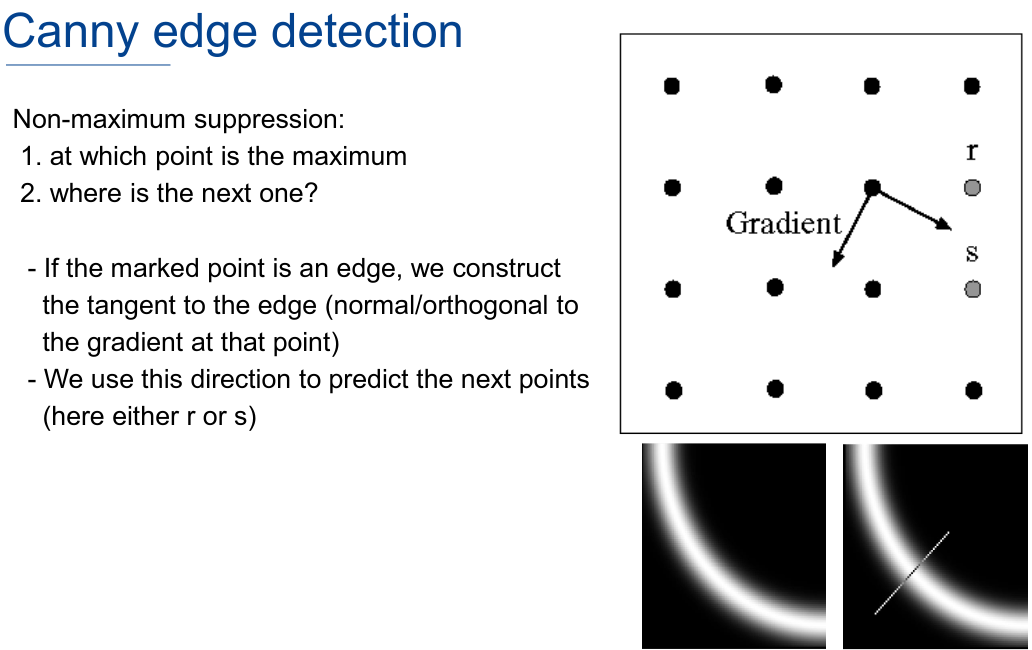 Canny edge detection
Non-maximum suppression:
1. at which point is the maximum
2. where is the next one?
- If the marked point is an edge, we construct
the tangent to the edge (normal/orthogonal to
the gradient at that point)
- We use this direction to predict the next points
(here either r or s)
r
Gradient
s